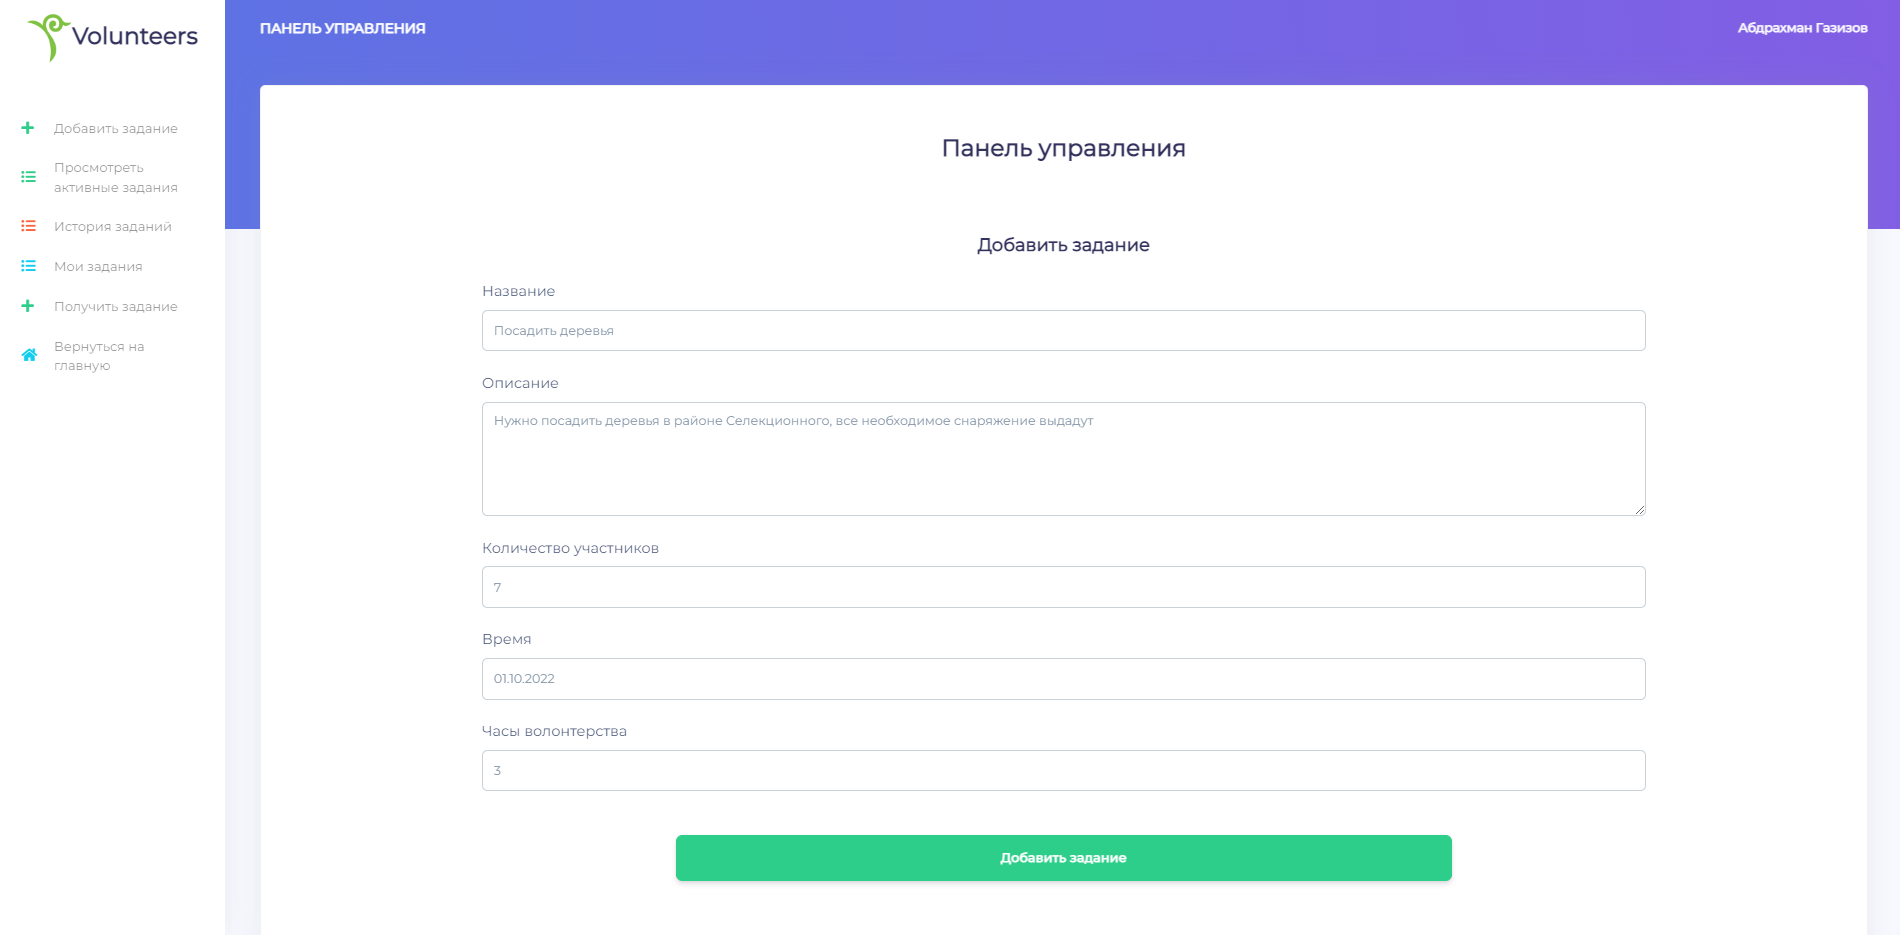 Volunteers
Добавить задание
Просмотреть
активные задания
История заданий
Мои задания
Получить задание
Вернуться на
главную
ПАНЕЛЬ УПРАВЛЕНИЯ
Абдрахман Газизов
Панель управления
Добавить задание
Название
Посадить деревья
Описание
Нужно посадить деревья в районе Селекционного, все необходимое снаряжение выдадут
Количество участников
7
Время
01.10.2022
Часы волонтерства
3
Добавить задание